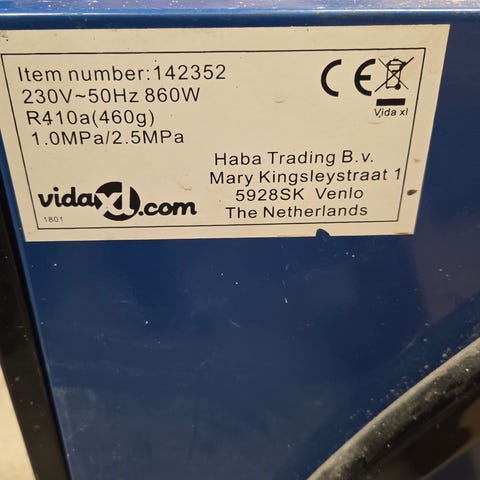 Item number:142352
230V~50Hz 860W
R410a(460g)
1.0MPa/2.5MPa
CE
Vida xl
Haba Trading B.v.
Mary Kingsleystraat 1
5928SK Venlo
The Netherlands
vidaXL.com
1801